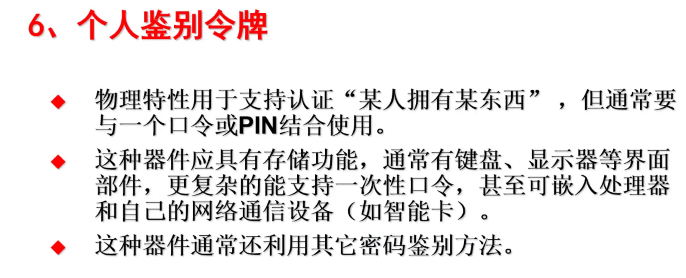 6、个人鉴别令牌
◆ 物理特性用于支持认证“某人拥有某东西” ，但通常要
与一个口令或PIN结合使用。
◆ 这种器件应具有存储功能，通常有键盘、显示器等界面
部件，更复杂的能支持一次性口令，甚至可嵌入处理器
和自己的网络通信设备（如智能卡）。
◆ 这种器件通常还利用其它密码鉴别方法。